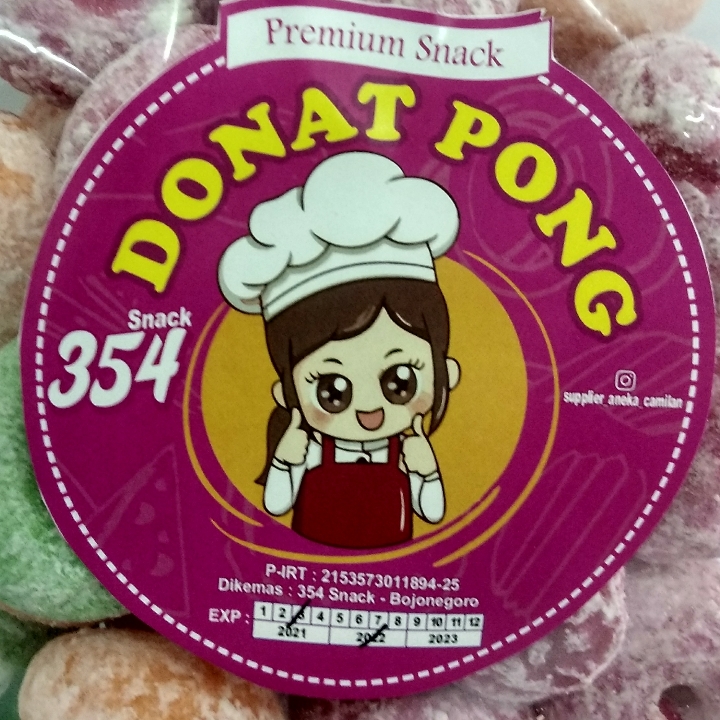 Premium Snack
DONAT PONG
Snack
354
supplier_aneka_camilan
P-IRT : 2153573011894-25
Dikemas : 354 Snack - Bojonegoro
EXP : 1 2 3 4 5 6 7 8 9 10 11 12
2021 2022 2023